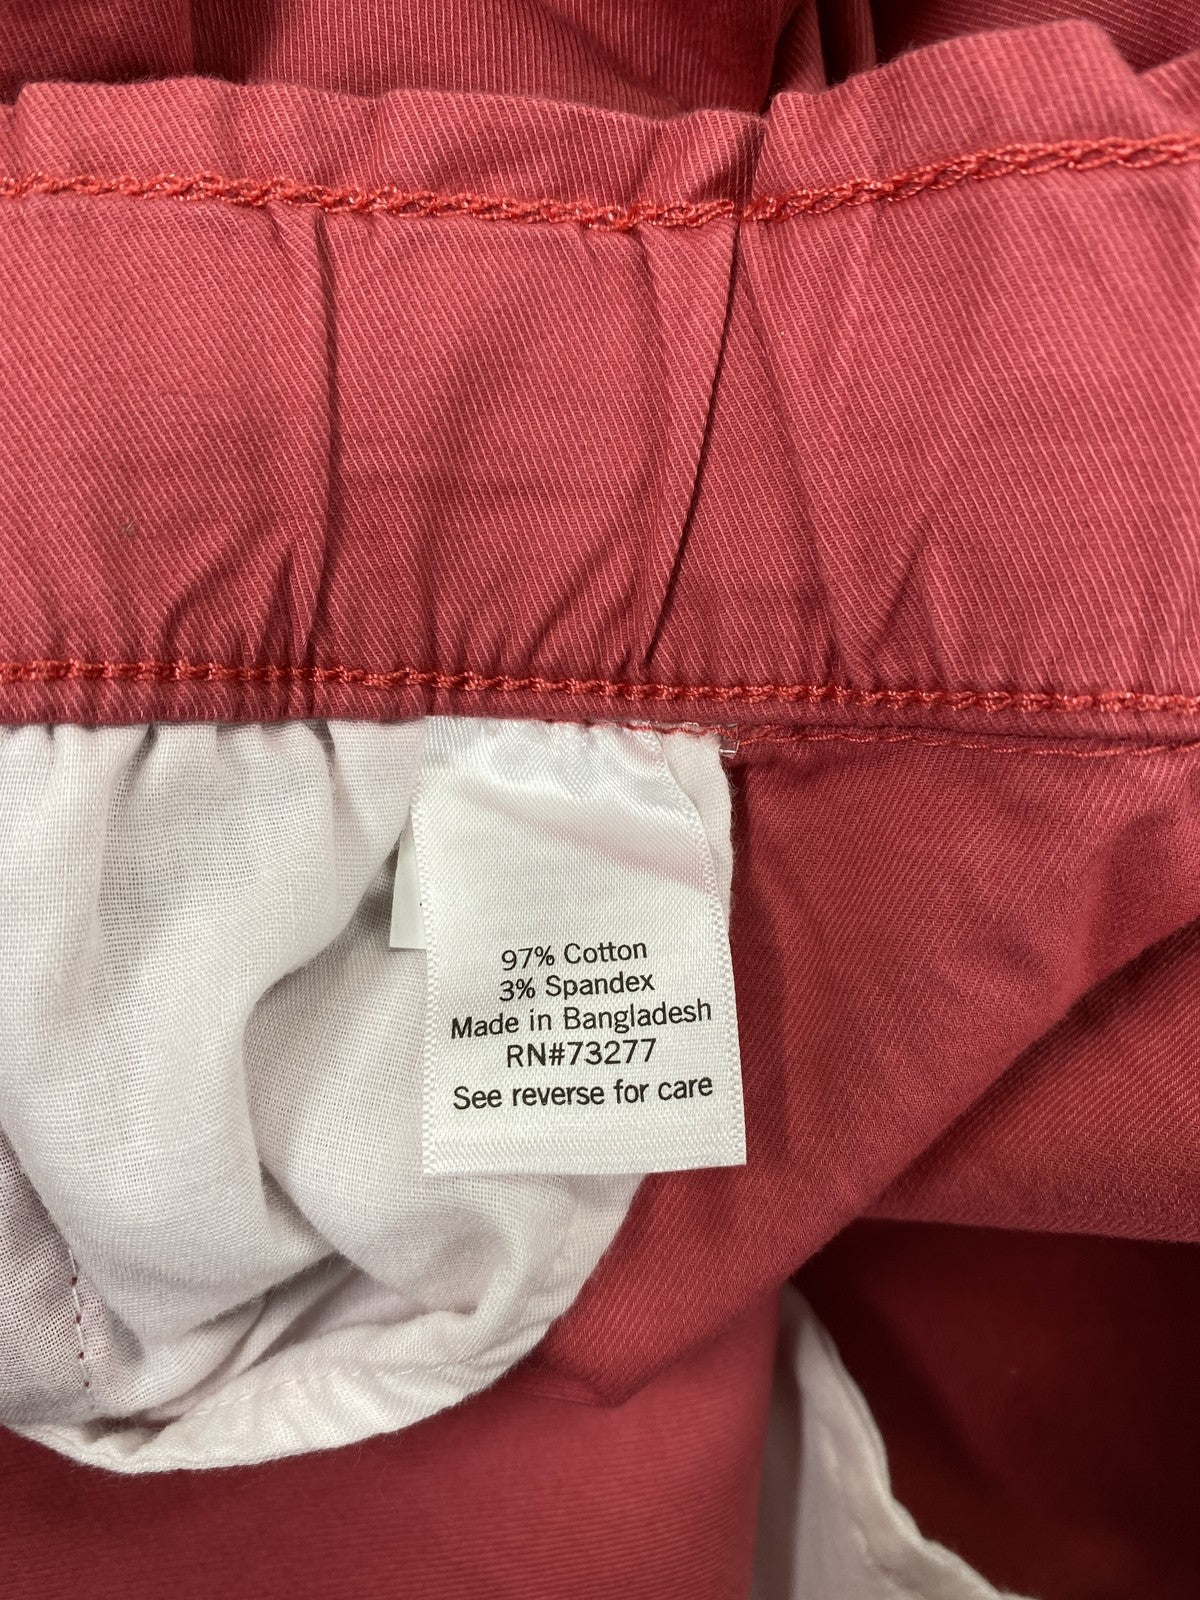 97% Cotton
3% Spandex
Made in Bangladesh
RN#73277
See reverse for care